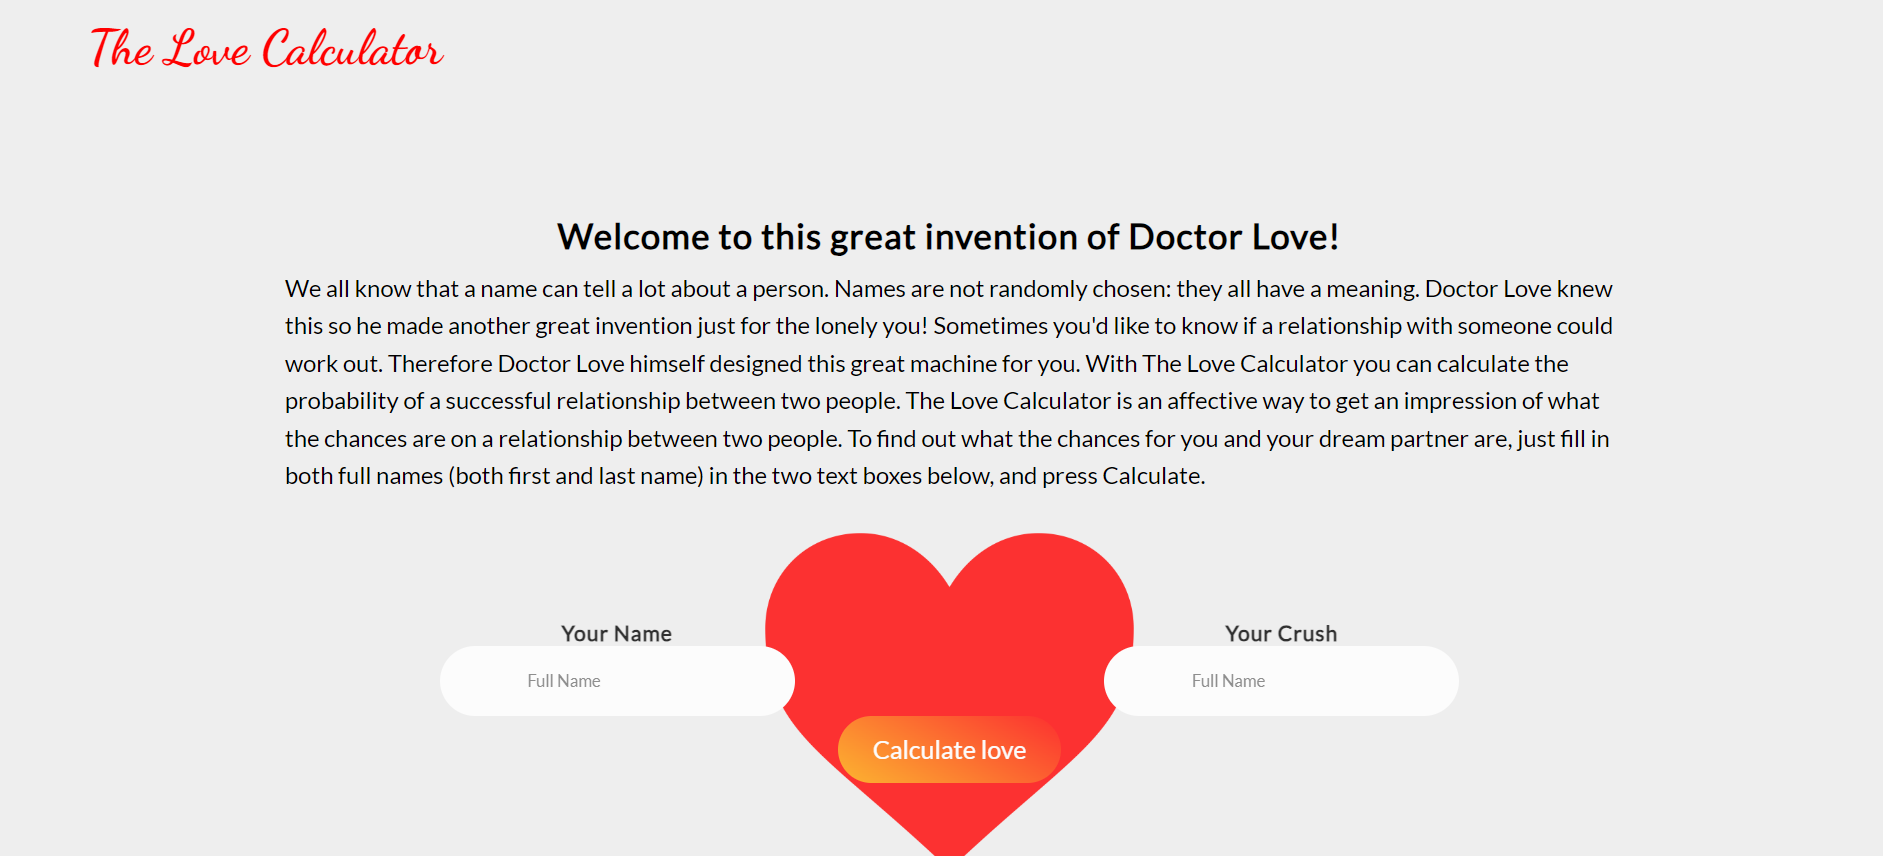 The Love Calculator
Welcome to this great invention of Doctor Love!
We all know that a name can tell a lot about a person. Names are not randomly chosen: they all have a meaning. Doctor Love knew
this so he made another great invention just for the lonely you! Sometimes you'd like to know if a relationship with someone could
work out. Therefore Doctor Love himself designed this great machine for you. With The Love Calculator you can calculate the
probability of a successful relationship between two people. The Love Calculator is an affective way to get an impression of what
the chances are on a relationship between two people. To find out what the chances for you and your dream partner are, just fill in
both full names (both first and last name) in the two text boxes below, and press Calculate.
Your Name
Full Name
Your Crush
Full Name
Calculate love